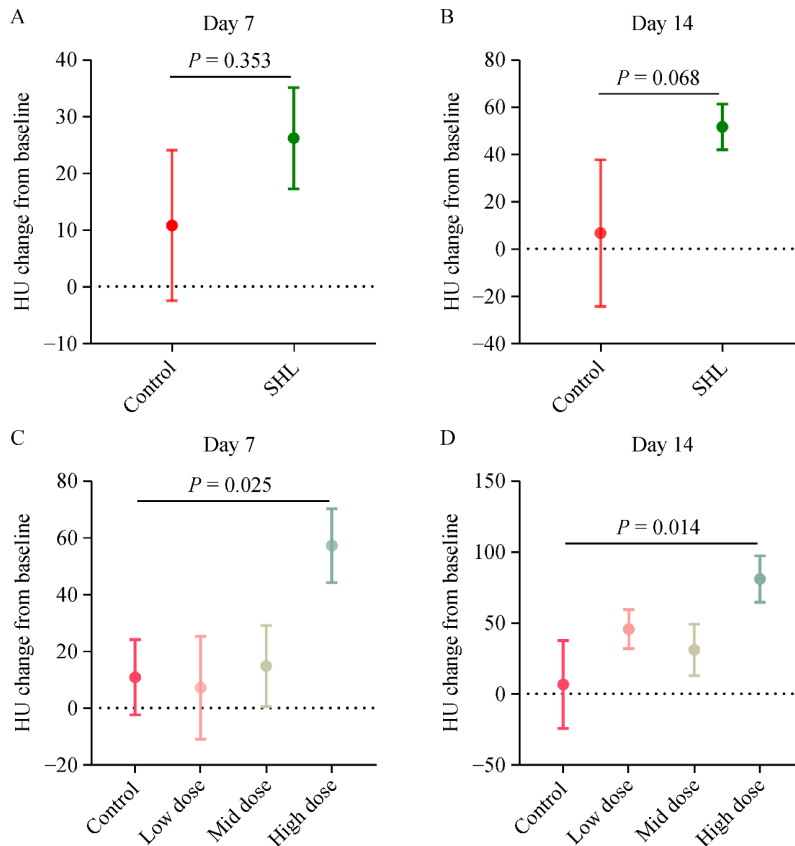 A
Day 7
P = 0.353
HU change from baseline
40
30
20
10
0
–10
Control
SHL
B
Day 14
P = 0.068
HU change from baseline
80
60
40
20
0
–20
–40
Control
SHL
C
Day 7
P = 0.025
HU change from baseline
80
60
40
20
0
–20
Control
Low dose
Mid dose
High dose
D
Day 14
P = 0.014
HU change from baseline
150
100
50
0
–50
Control
Low dose
Mid dose
High dose